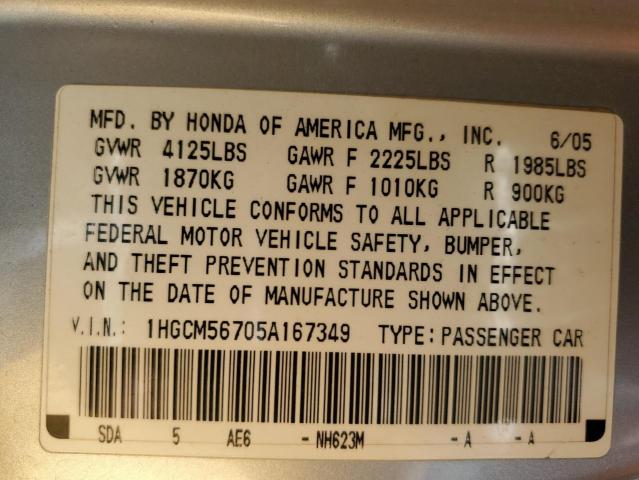 MFD. BY HONDA OF AMERICA MFG., INC. 6/05
GVWR 4125LBS GAWR F 2225LBS R 1985LBS
GVWR 1870KG GAWR F 1010KG R 900KG
THIS VEHICLE CONFORMS TO ALL APPLICABLE
FEDERAL MOTOR VEHICLE SAFETY, BUMPER,
AND THEFT PREVENTION STANDARDS IN EFFECT
ON THE DATE OF MANUFACTURE SHOWN ABOVE.
V.I.N.: 1HGCM56705A167349 TYPE: PASSENGER CAR
SDA 5 AE6 - NH623M - A - A